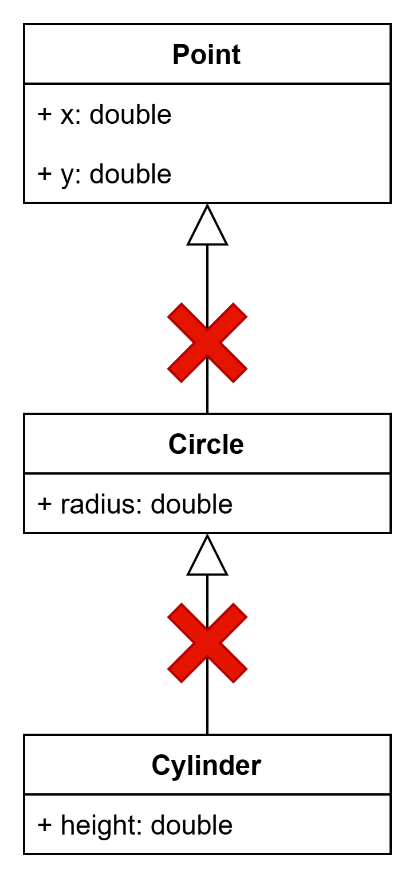 Point
+ x: double
+ y: double
Circle
+ radius: double
Cylinder
+ height: double